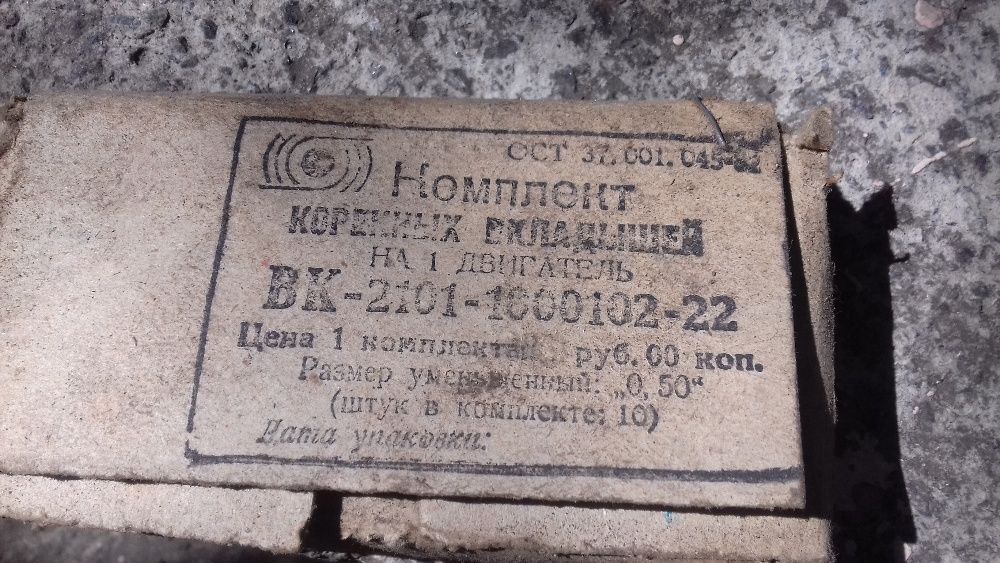 ОСТ 37.001.043-
Комплект
КОРЕННЫХ ВКЛАДЫШЕЙ
НА 1 ДВИГАТЕЛЬ
ВК-2101-1000102-22
Цена 1 комплекта руб. 00 коп.
Размер уменьшенный: „0,50“
(штук в комплекте: 10)
Дата упаковки: